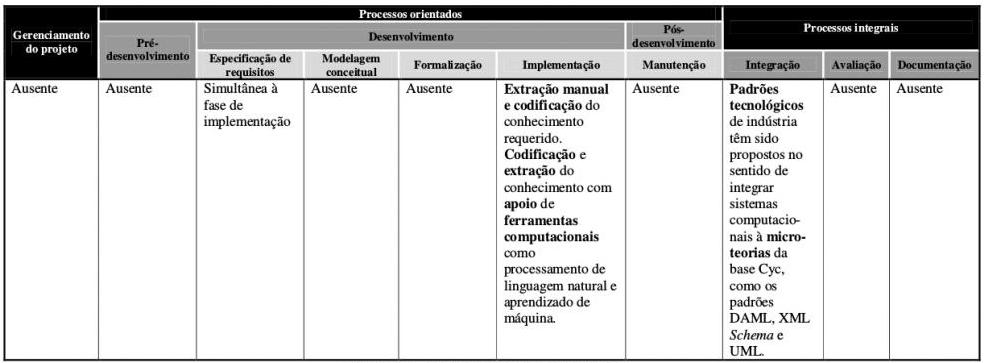 Gerenciamento
do projeto
Processos orientados
Processos integrais
Pré-
desenvolvimento
Desenvolvimento
Pós-
desenvolvimento
Especificação de
requisitos
Modelagem
conceitual
Formalização
Implementação
Manutenção
Integração
Avaliação
Documentação
Ausente
Ausente
Simultânea à
fase de
implementação
Ausente
Ausente
Extração manual
e codificação do
conhecimento
requerido.
Codificação e
extração do
conhecimento com
apoio de
ferramentas
computacionais
como
processamento de
linguagem natural e
aprendizado de
máquina.
Ausente
Padrões
tecnológicos
de indústria
têm sido
propostos no
sentido de
integrar
sistemas
computacio-
nais à micro-
teorias da
base Cyc,
como os
padrões
DAML, XML
Schema e
UML.
Ausente
Ausente